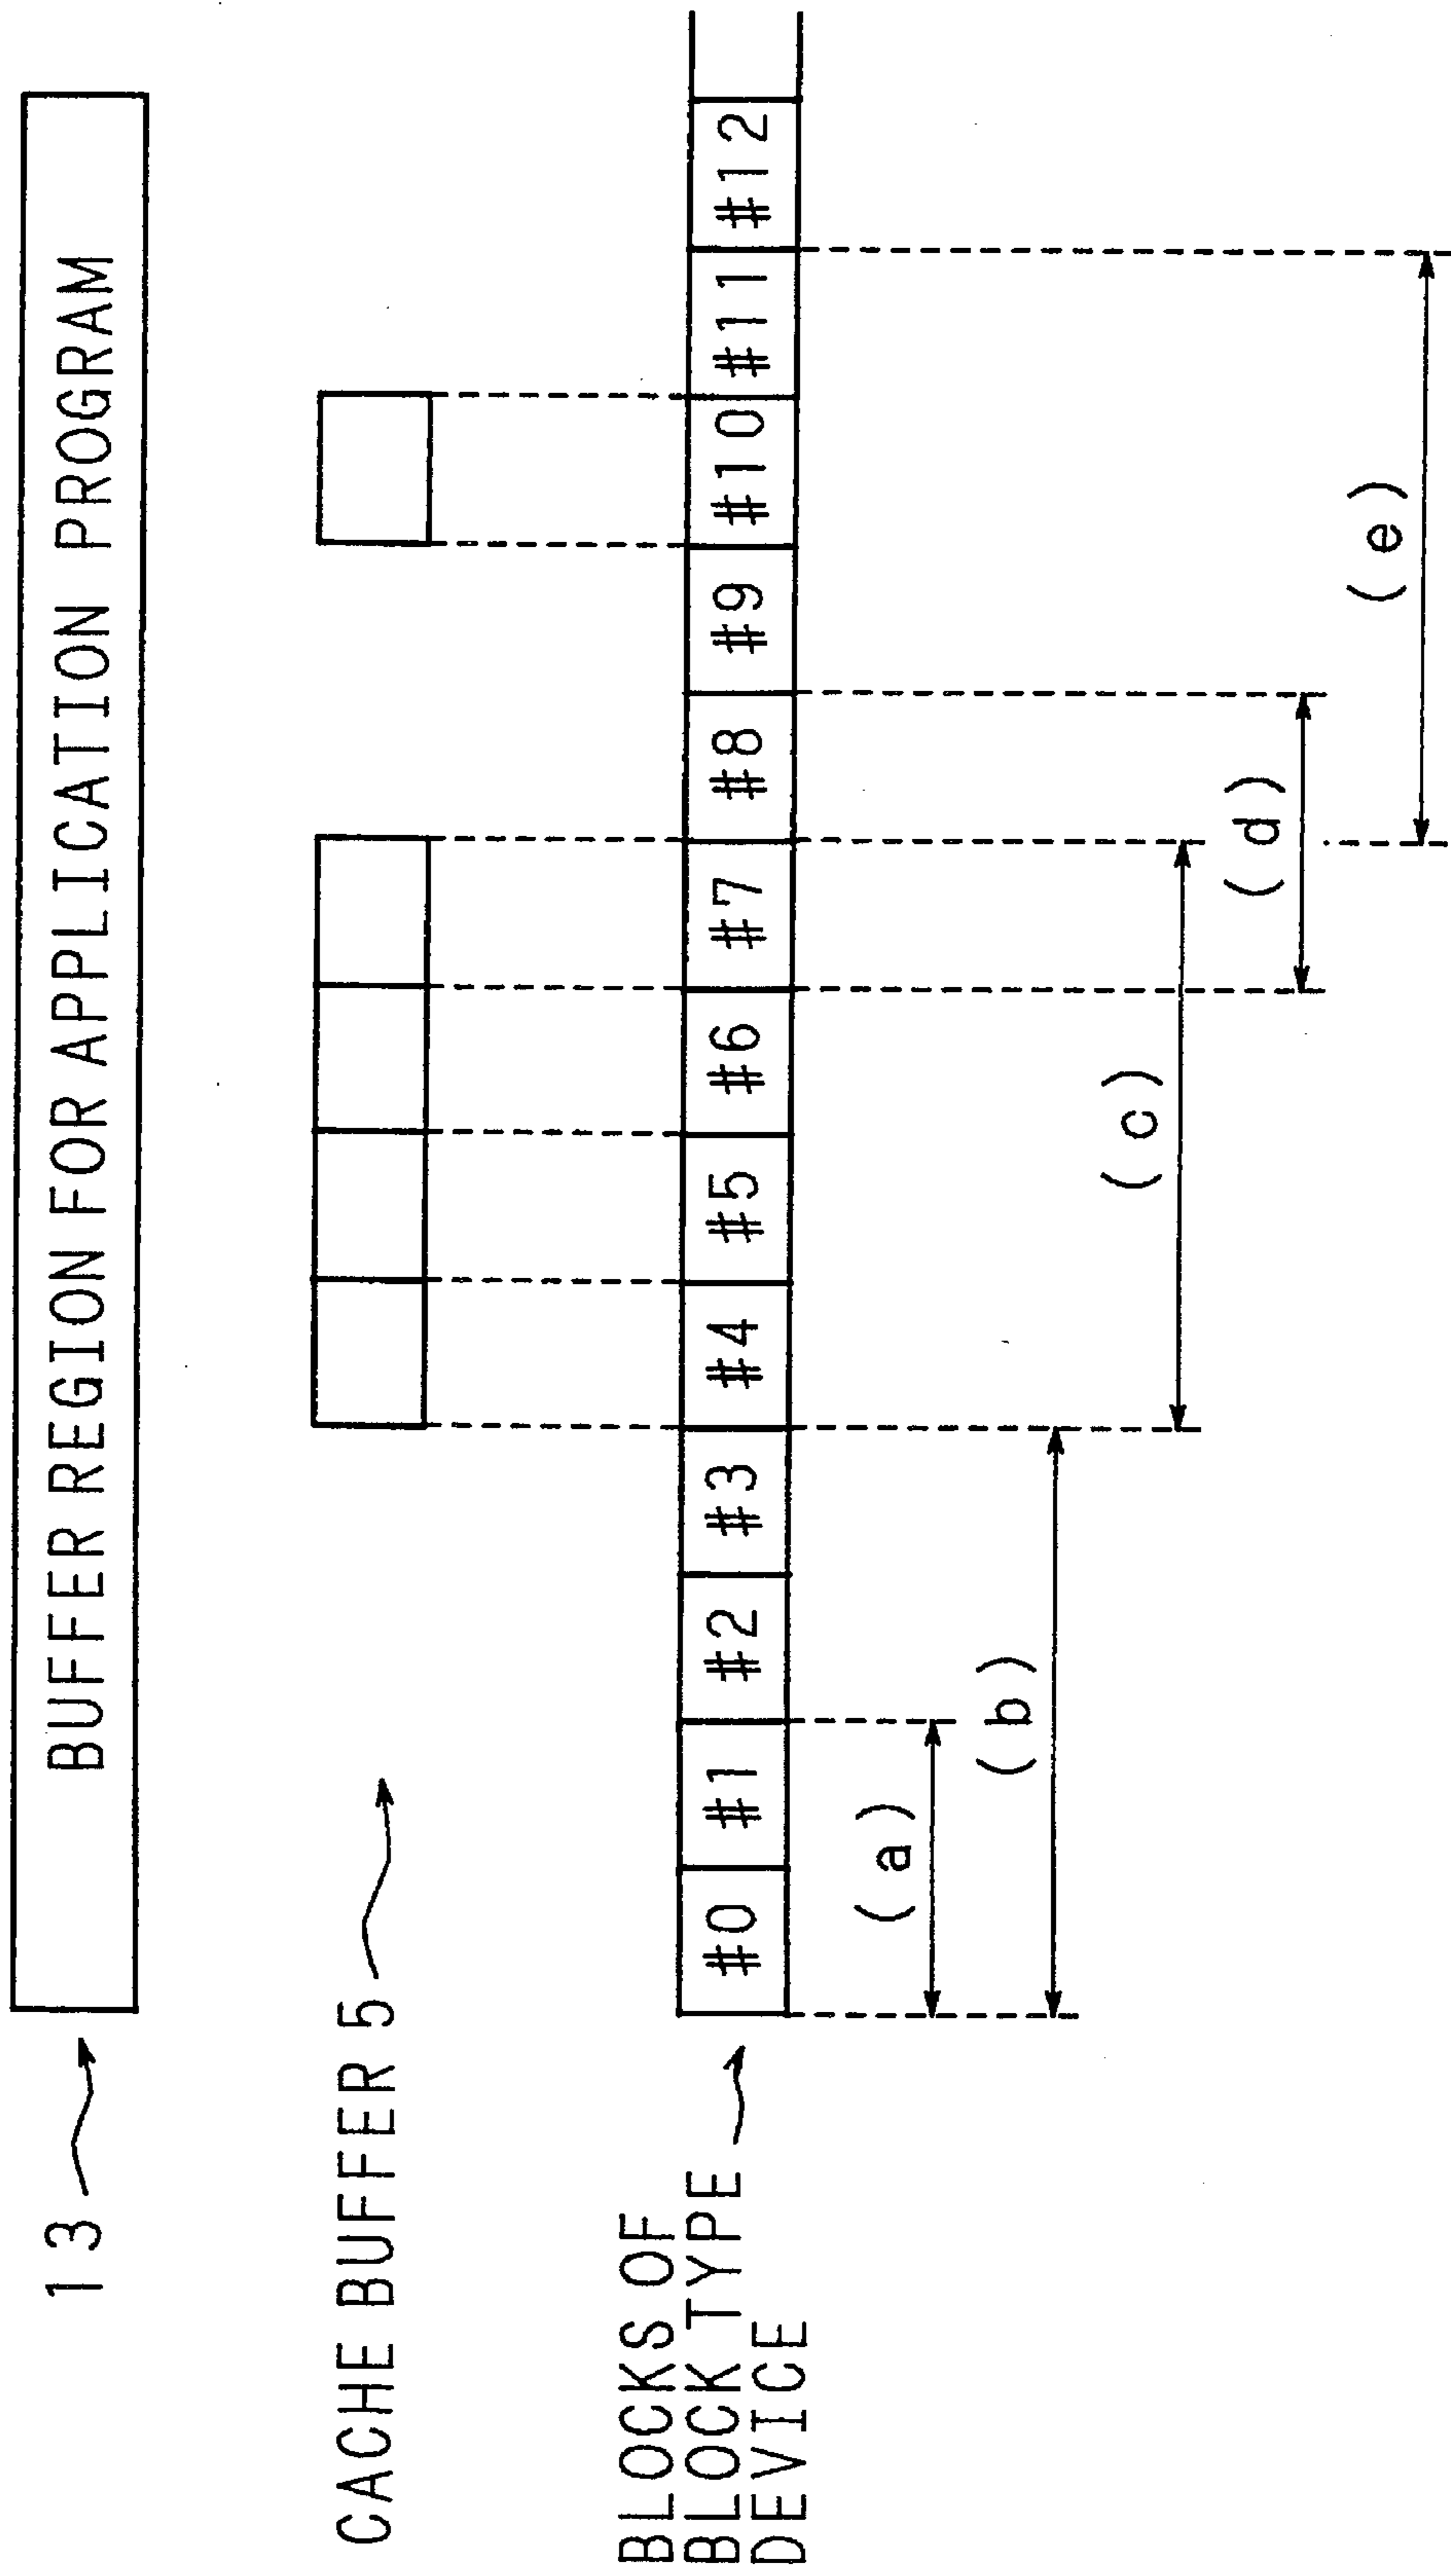 13
BUFFER REGION FOR APPLICATION PROGRAM
CACHE BUFFER 5
BLOCKS OF
BLOCK TYPE
DEVICE
#0 #1 #2 #3 #4 #5 #6 #7 #8 #9 #10 #11 #12
(a)
(b)
(c)
(d)
(e)